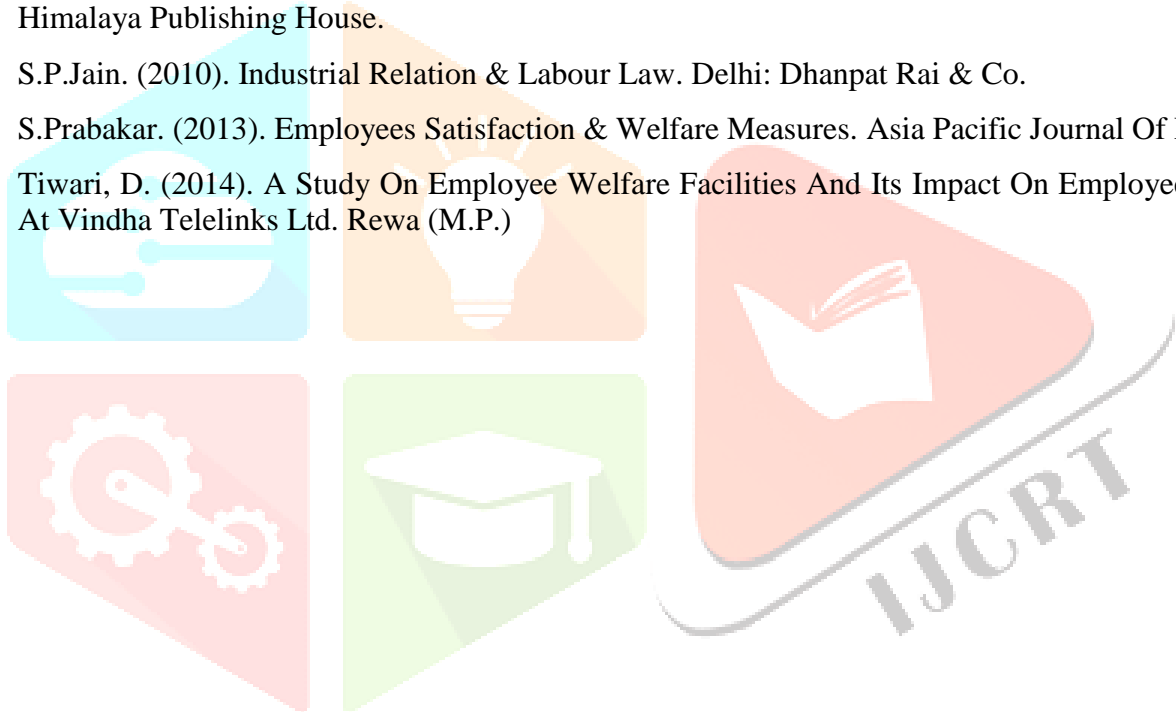 Himalaya Publishing House.
S.P.Jain. (2010). Industrial Relation & Labour Law. Delhi: Dhanpat Rai & Co.
S.Prabakar. (2013). Employees Satisfaction & Welfare Measures. Asia Pacific Journal Of
Tiwari, D. (2014). A Study On Employee Welfare Facilities And Its Impact On
At Vindha Telelinks Ltd. Rewa (M.P.)
IJCRT